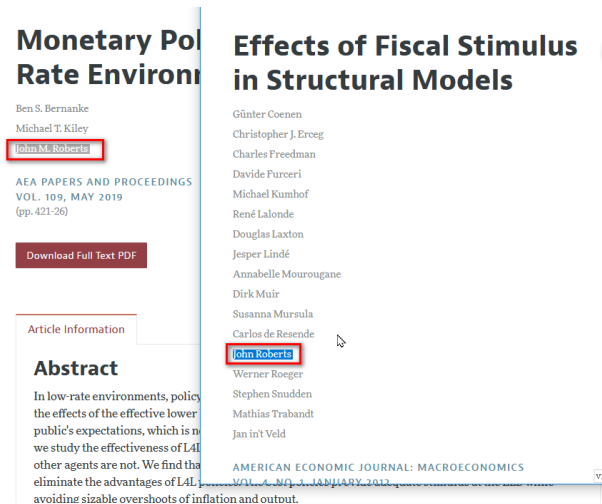 Monetary Pol
Rate Environ
Ben S. Bernanke
Michael T. Kiley
John M. Roberts
AEA PAPERS AND PROCEEDINGS
VOL. 109, MAY 2019
(pp. 421-26)
Download Full Text PDF
Article Information
Abstract
In low-rate environments, policy
the effects of the effective lower
public's expectations, which is n
we study the effectiveness of L4L
other agents are not. We find tha
eliminate the advantages of L4L
avoiding sizable overshoots of inflation and output.
Effects of Fiscal Stimulus
in Structural Models
Günter Coenen
Christopher J. Erceg
Charles Freedman
Davide Furceri
Michael Kumhof
René Lalonde
Douglas Laxton
Jesper Lindé
Annabelle Mourougane
Dirk Muir
Susanna Mursula
Carlos de Resende
John Roberts
Werner Roeger
Stephen Snudden
Mathias Trabandt
Jan in't Veld
AMERICAN ECONOMIC JOURNAL: MACROECONOMICS
VOL. 4, NO. 1, JANUARY 2012